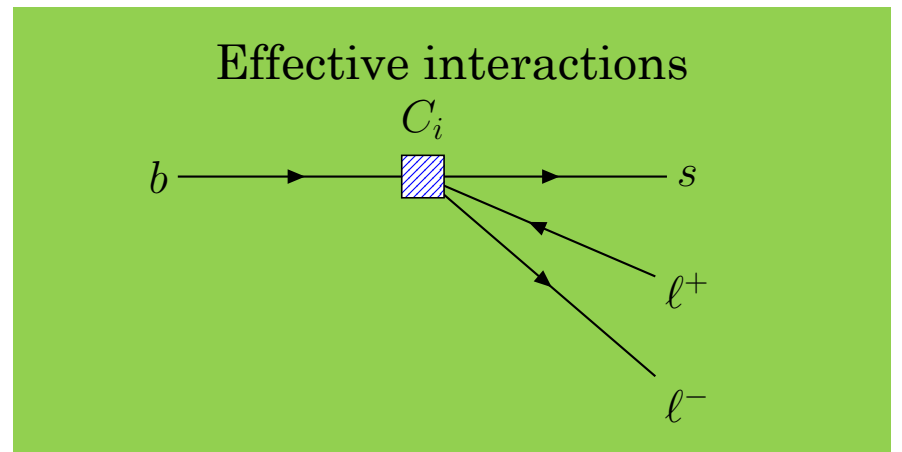 Effective interactions
C_i
b
s
ℓ⁺
ℓ⁻